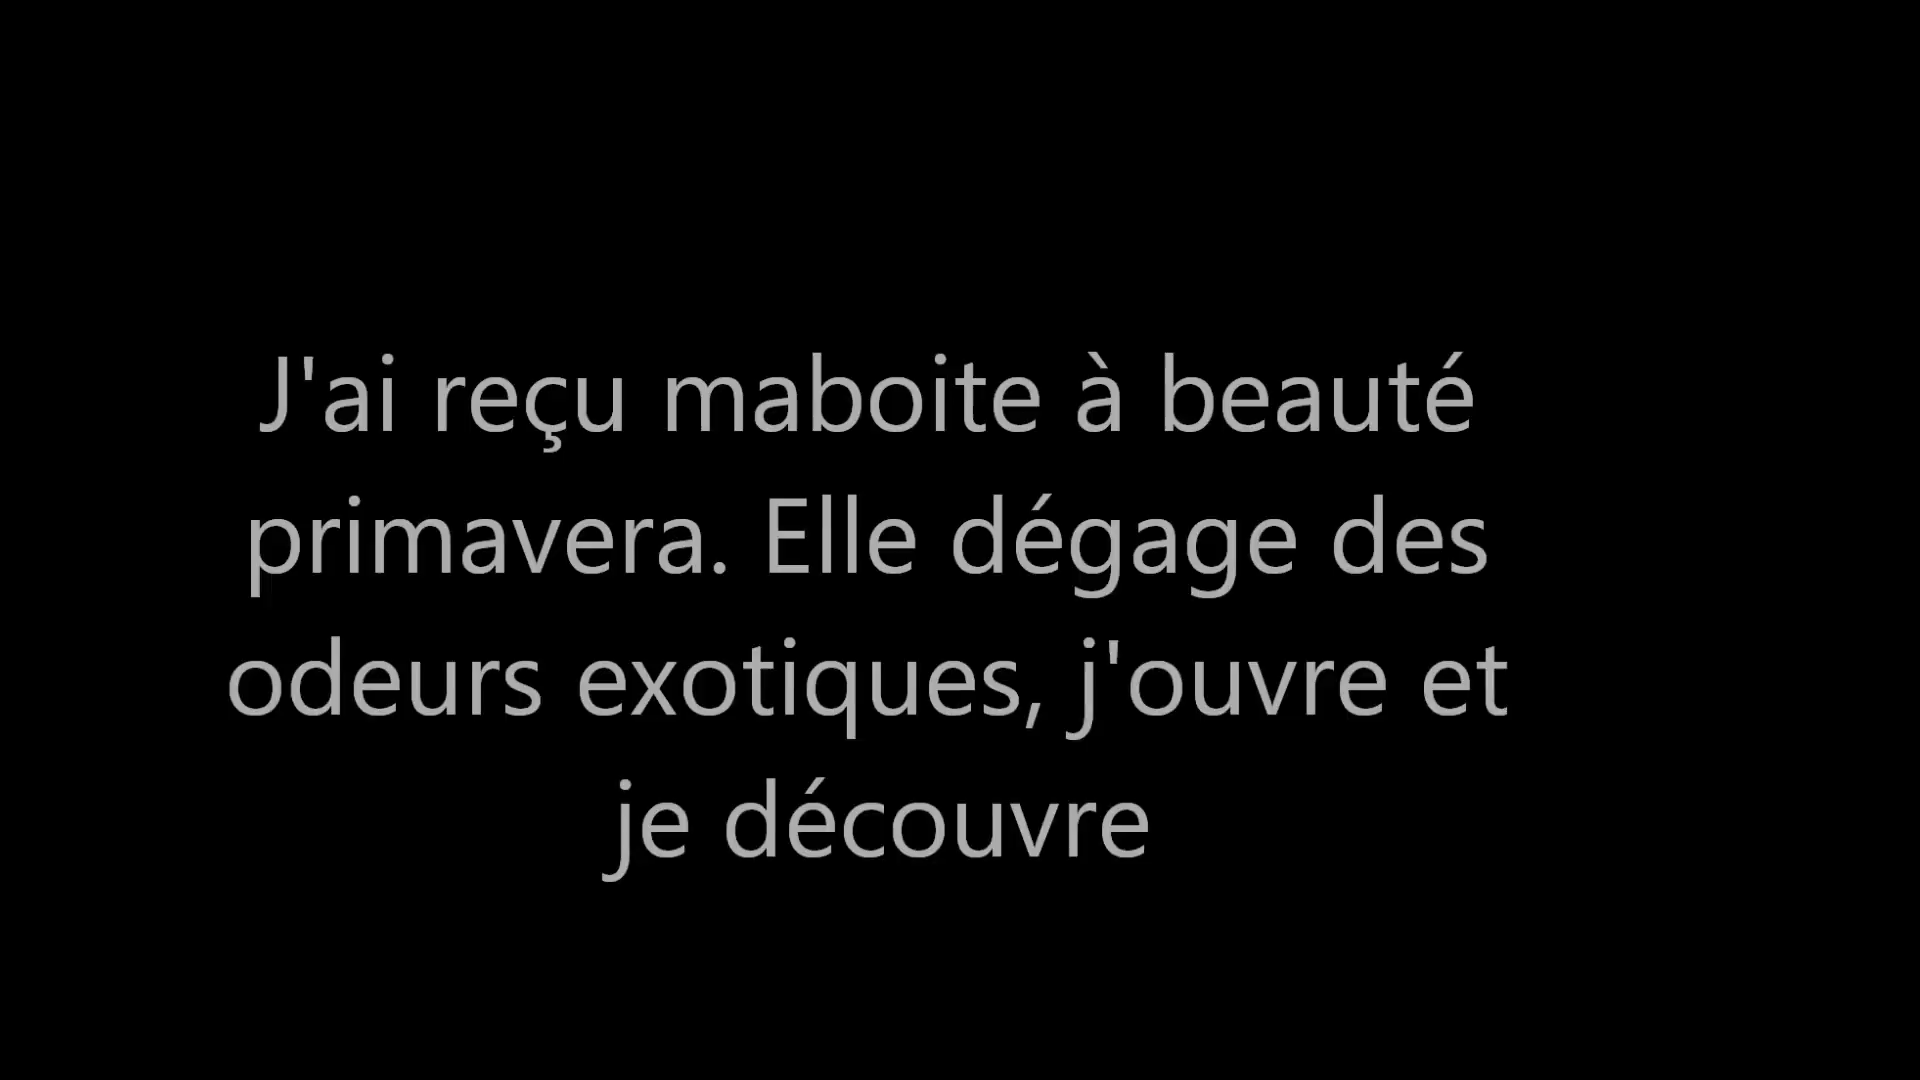 J'ai reçu maboite à beauté
primavera. Elle dégage des
odeurs exotiques, j'ouvre et
je découvre